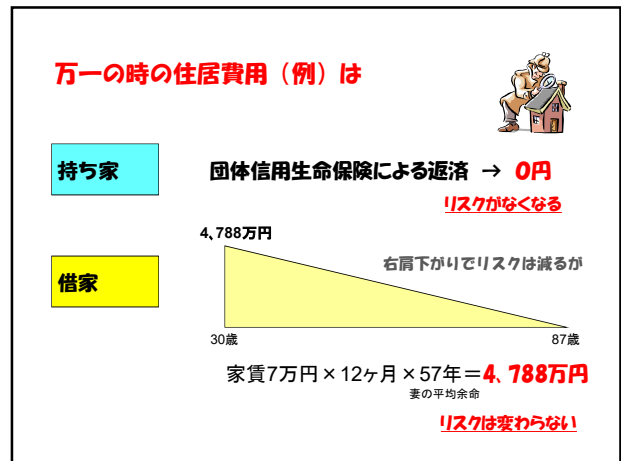 万一の時の住居費用（例）は
持ち家
団体信用生命保険による返済 → 0円
リスクがなくなる
4、788万円
右肩下がりでリスクは減るが
借家
30歳
87歳
家賃7万円×12ヶ月×57年＝4、788万円
妻の平均余命
リスクは変わらない